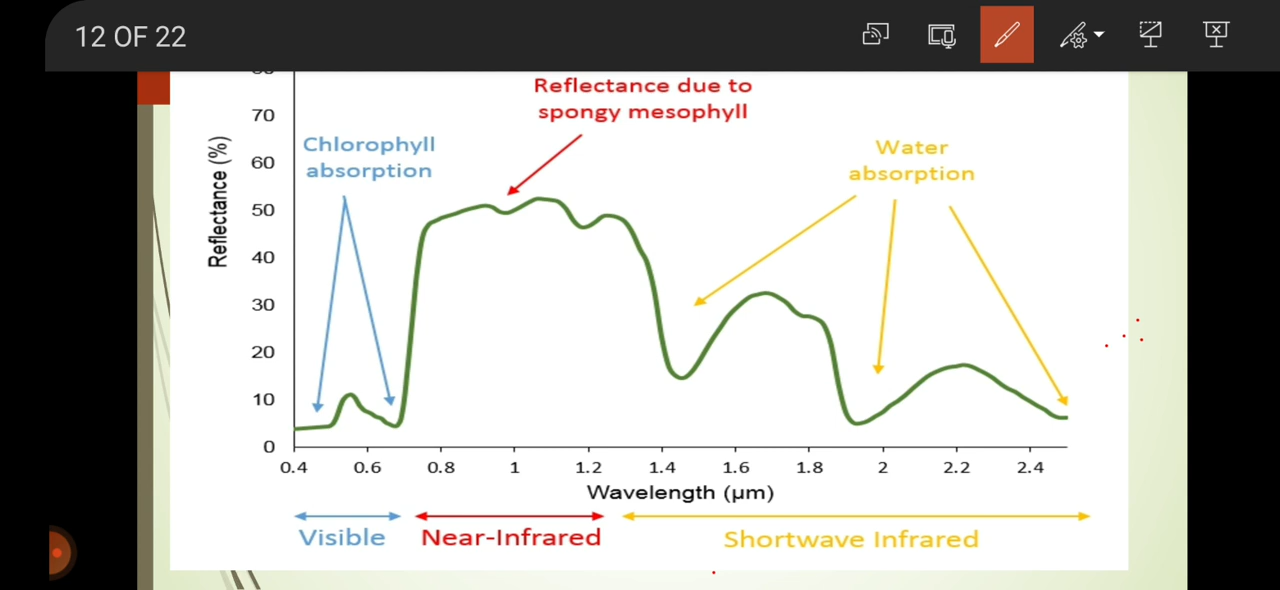 12 OF 22
Reflectance due to
spongy mesophyll
Chlorophyll
absorption
Water
absorption
Reflectance (%)
70
60
50
40
30
20
10
0
0.4 0.6 0.8 1 1.2 1.4 1.6 1.8 2 2.2 2.4
Wavelength (μm)
Visible Near-Infrared Shortwave Infrared